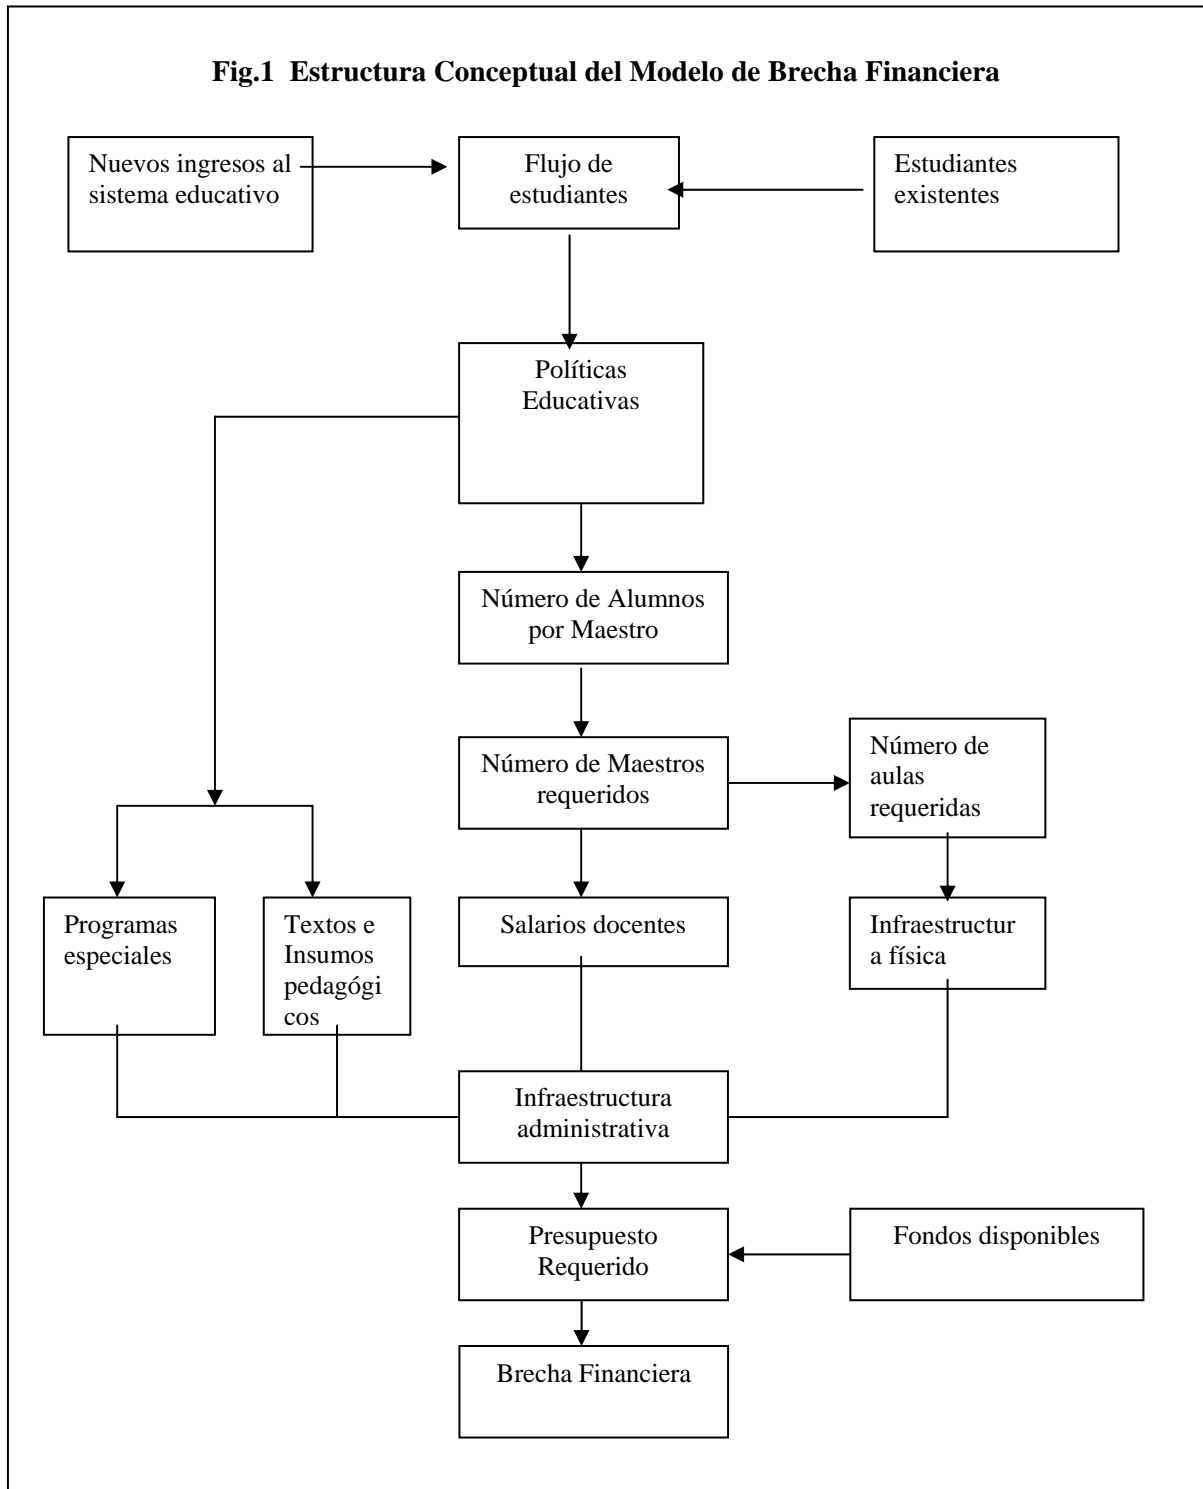 Fig.1 Estructura Conceptual del Modelo de Brecha Financiera
Nuevos ingresos al
sistema educativo
Flujo de
estudiantes
Estudiantes
existentes
Políticas
Educativas
Número de Alumnos
por Maestro
Número de Maestros
requeridos
Número de
aulas
requeridas
Programas
especiales
Textos e
Insumos
pedagógi
cos
Salarios docentes
Infraestructur
a física
Infraestructura
administrativa
Presupuesto
Requerido
Fondos disponibles
Brecha Financiera